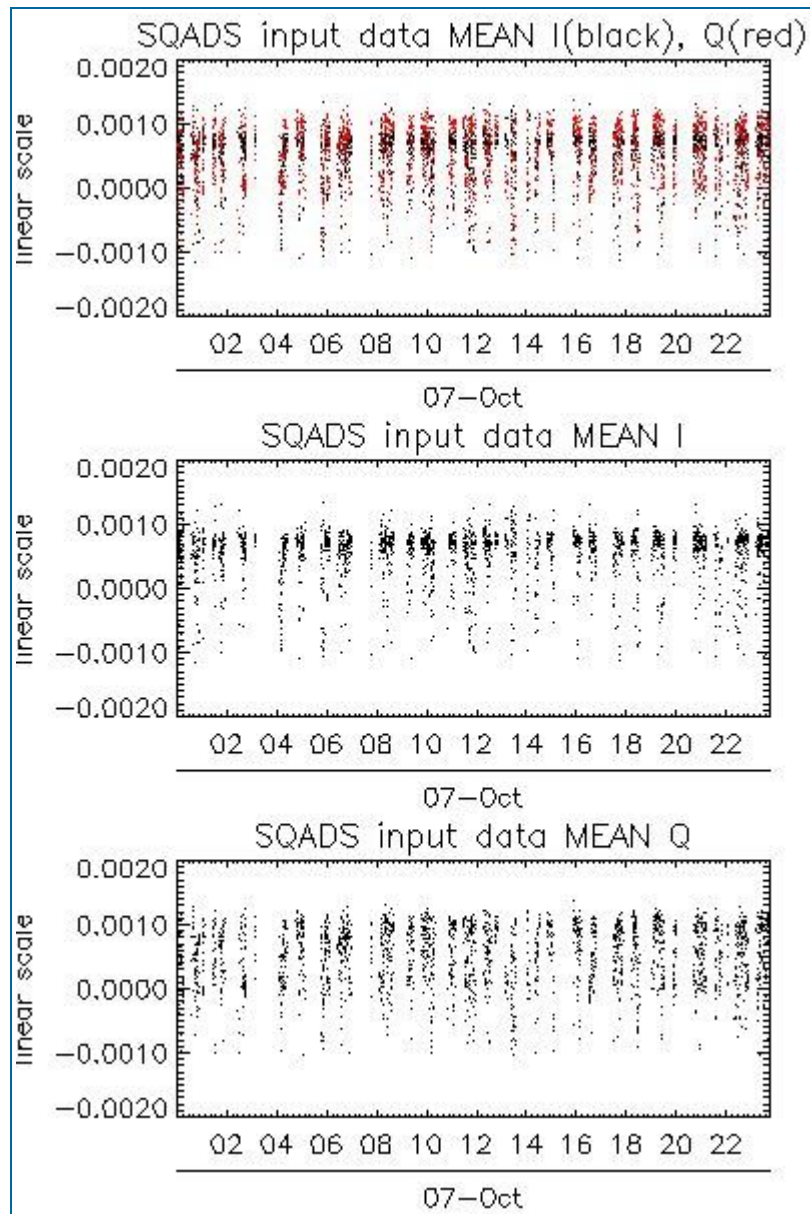 SQADS input data MEAN I(black), Q(red)
linear scale
0.0020
0.0010
0.0000
−0.0010
−0.0020
02 04 06 08 10 12 14 16 18 20 22
07−Oct
SQADS input data MEAN I
linear scale
0.0020
0.0010
0.0000
−0.0010
−0.0020
02 04 06 08 10 12 14 16 18 20 22
07−Oct
SQADS input data MEAN Q
linear scale
0.0020
0.0010
0.0000
−0.0010
−0.0020
02 04 06 08 10 12 14 16 18 20 22
07−Oct